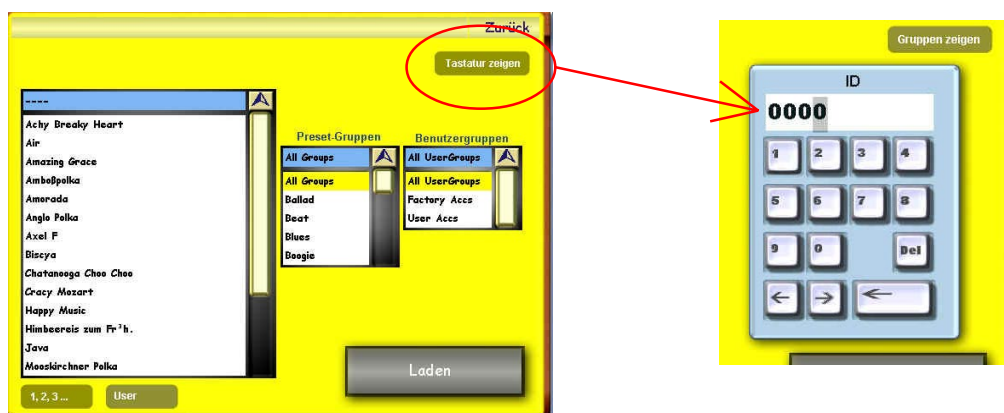 Zurück
Tastatur zeigen
----
Achy Breaky Heart
Air
Amazing Grace
Amboßpolka
Amorada
Anglo Polka
Axel F
Biscya
Chatanooga Choo Choo
Cracy Mozart
Happy Music
Himbeereis zum Fr³h.
Java
Mooskirchner Polka
Preset-Gruppen
All Groups
All Groups
Ballad
Beat
Blues
Boogie
Benutzergruppen
All UserGroups
All UserGroups
Factory Accs
User Accs
Laden
1, 2, 3 ...
User
Gruppen zeigen
ID
0000
1 2 3 4
5 6 7 8
9 0 Del